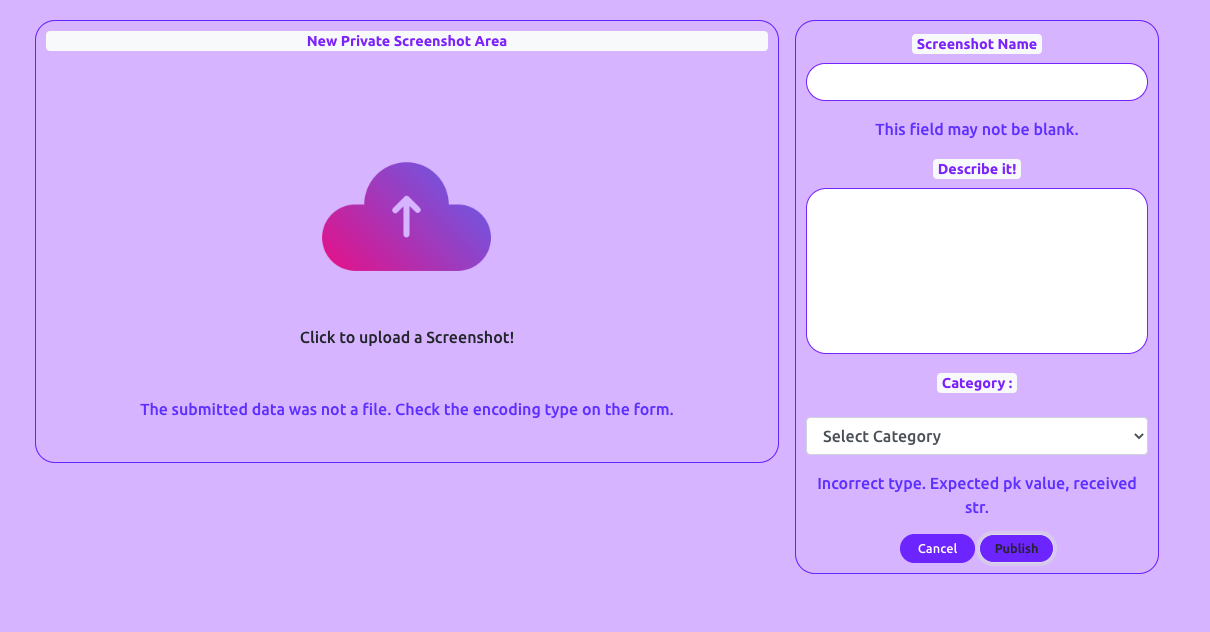 New Private Screenshot Area
Click to upload a Screenshot!
The submitted data was not a file. Check the encoding type on the form.
Screenshot Name
This field may not be blank.
Describe it!
Category :
Select Category
Incorrect type. Expected pk value, received
str.
Cancel Publish